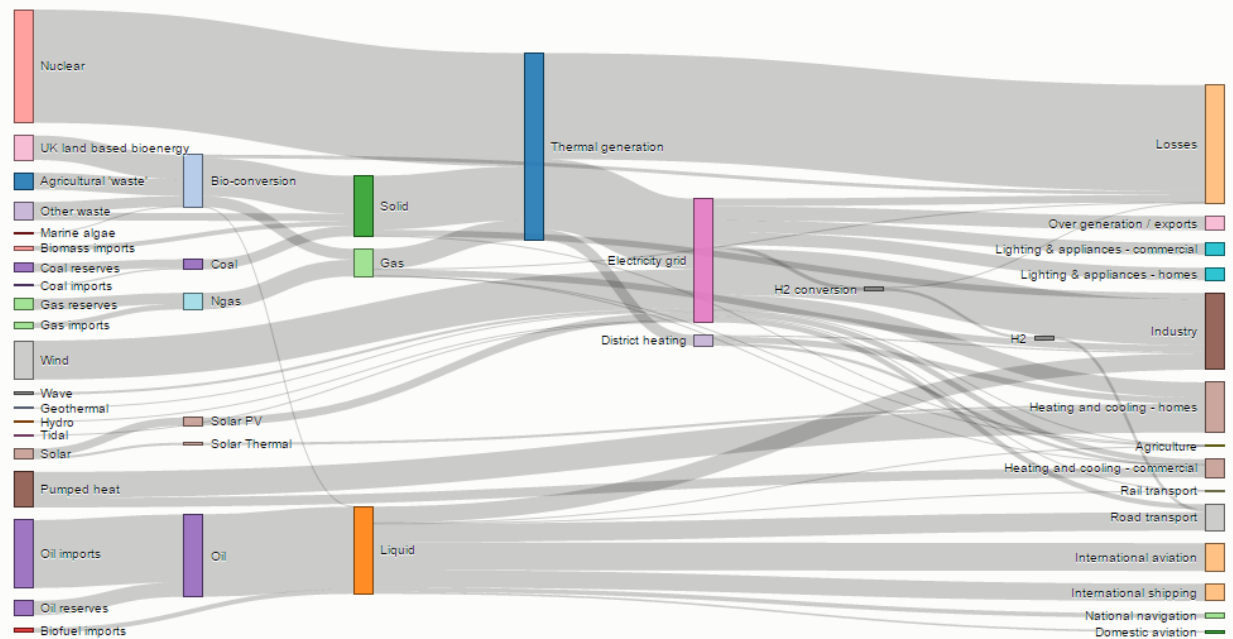 Nuclear
UK land based bioenergy
Agricultural 'waste'
Other waste
Marine algae
Biomass imports
Coal reserves
Coal imports
Gas reserves
Gas imports
Wind
Wave
Geothermal
Hydro
Tidal
Solar
Pumped heat
Oil imports
Oil reserves
Biofuel imports
Bio-conversion
Coal
Ngas
Solar PV
Solar Thermal
Oil
Solid
Gas
Liquid
Thermal generation
Electricity grid
District heating
H2 conversion
H2
Losses
Over generation / exports
Lighting & appliances - commercial
Lighting & appliances - homes
Industry
Heating and cooling - homes
Agriculture
Heating and cooling - commercial
Rail transport
Road transport
International aviation
International shipping
National navigation
Domestic aviation